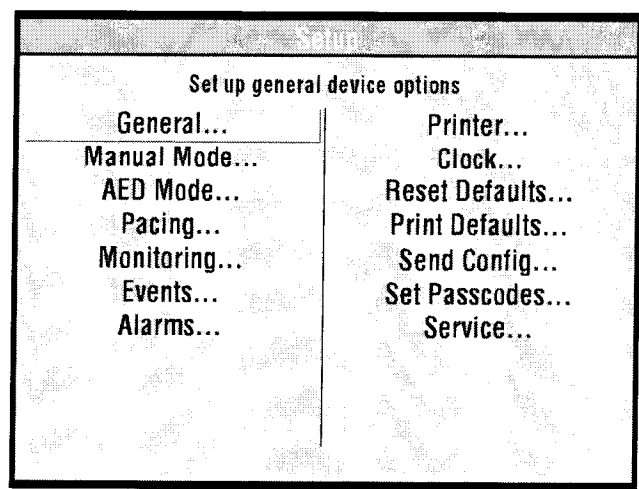 Setup
Set up general device options
General...
Manual Mode...
AED Mode...
Pacing...
Monitoring...
Events...
Alarms...
Printer...
Clock...
Reset Defaults...
Print Defaults...
Send Config...
Set Passcodes...
Service...